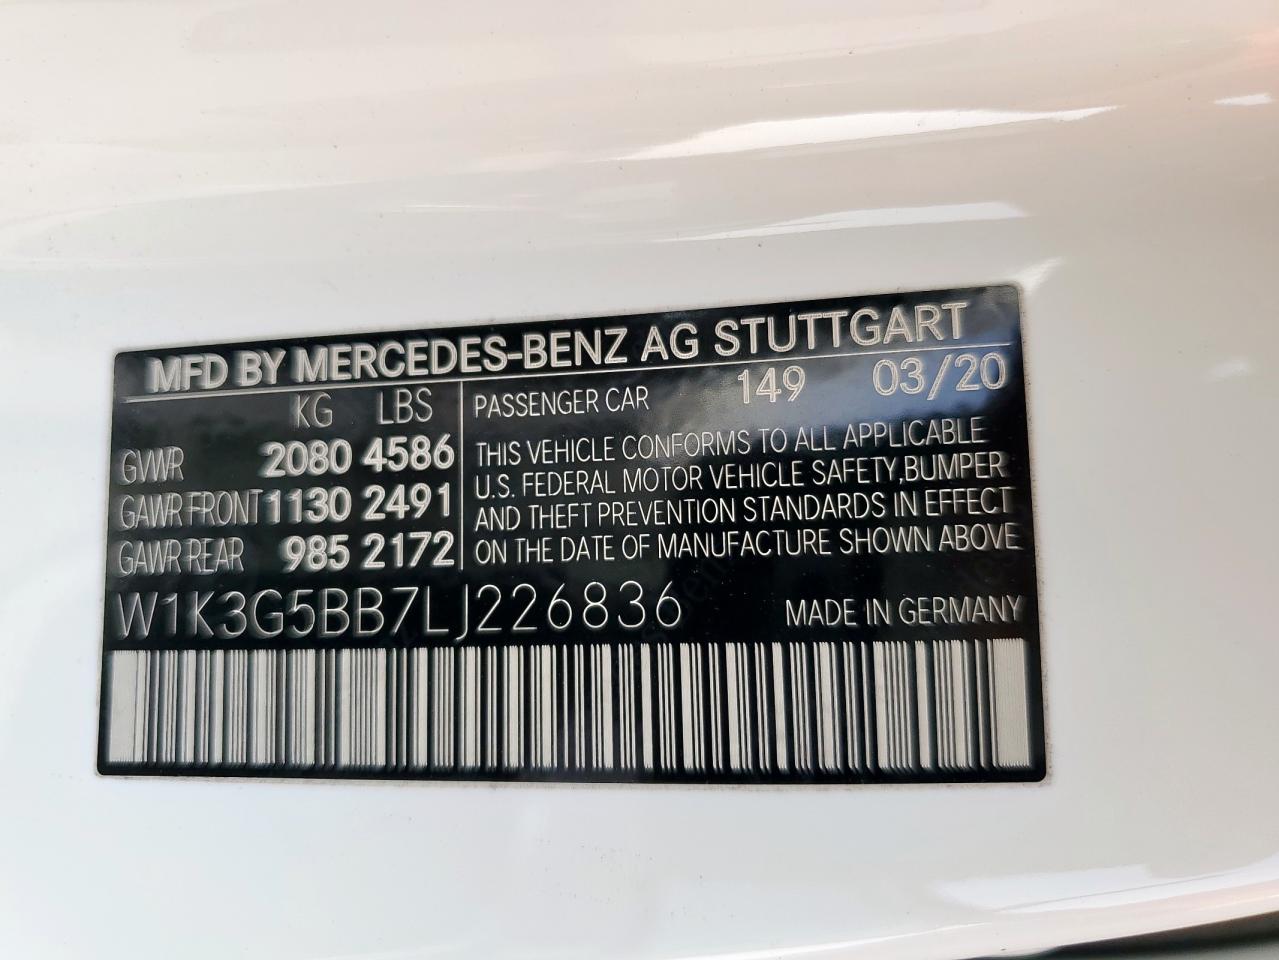 MFD BY MERCEDES-BENZ AG STUTTGART
KG LBS
GVWR 2080 4586
GAWR FRONT 1130 2491
GAWR REAR 985 2172
PASSENGER CAR 149 03/20
THIS VEHICLE CONFORMS TO ALL APPLICABLE
U.S. FEDERAL MOTOR VEHICLE SAFETY,BUMPER
AND THEFT PREVENTION STANDARDS IN EFFECT
ON THE DATE OF MANUFACTURE SHOWN ABOVE
W1K3G5BB7LJ226836 MADE IN GERMANY